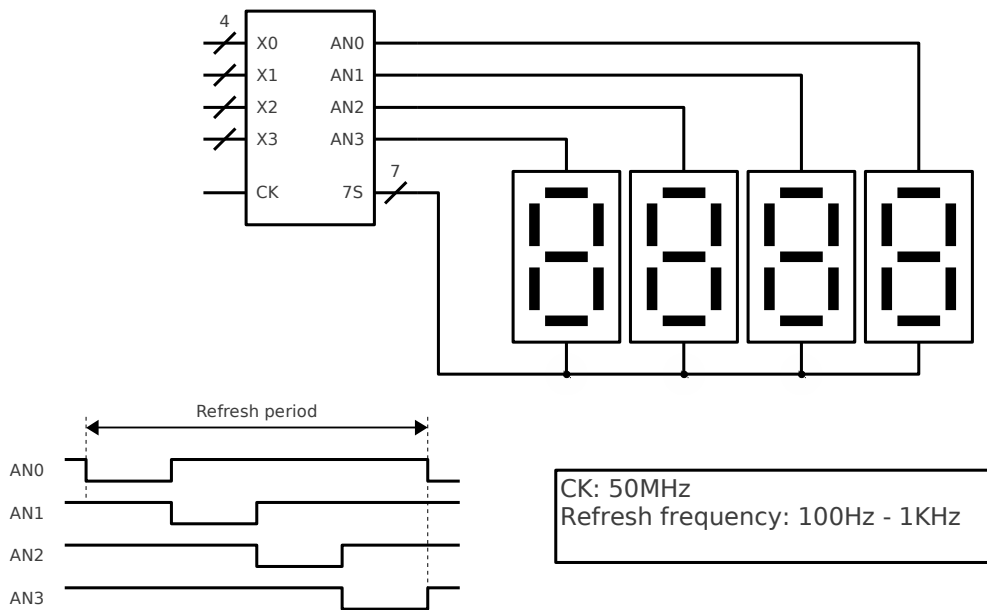 4
X0 AN0
X1 AN1
X2 AN2
X3 AN3
7
CK 7S
Refresh period
AN0
AN1
AN2
AN3
CK: 50MHz
Refresh frequency: 100Hz - 1KHz